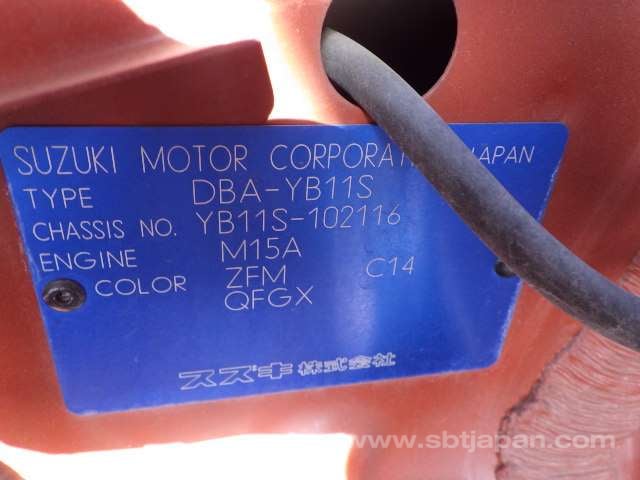 SUZUKI MOTOR CORPORAT JAPAN
TYPE DBA-YB11S
CHASSIS NO. YB11S-102116
ENGINE M15A
COLOR ZFM C14
QFGX
スズキ株式会社
www.sbtjapan.com